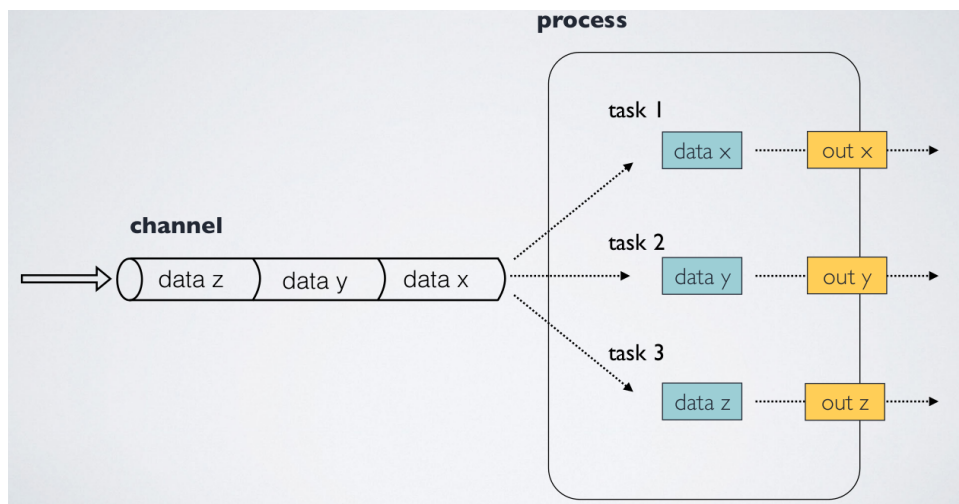 process
task 1
data x
out x
channel
data z
data y
data x
task 2
data y
out y
task 3
data z
out z